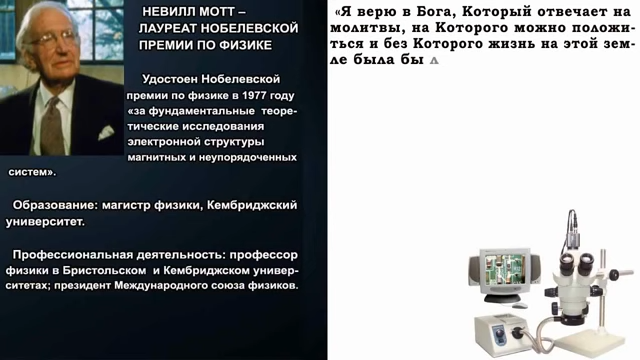 НЕВИЛЛ МОТТ –
ЛАУРЕАТ НОБЕЛЕВСКОЙ
ПРЕМИИ ПО ФИЗИКЕ
Удостоен Нобелевской
премии по физике в 1977 году
«за фундаментальные теоре-
тические исследования
электронной структуры
магнитных и неупорядоченных
систем».
Образование: магистр физики, Кембриджский
университет.
Профессиональная деятельность: профессор
физики в Бристольском и Кембриджском универ-
ситетах; президент Международного союза физиков.
«Я верю в Бога, Который отвечает на
молитвы, на Которого можно положи-
ться и без Которого жизнь на этой зем-
ле была бы